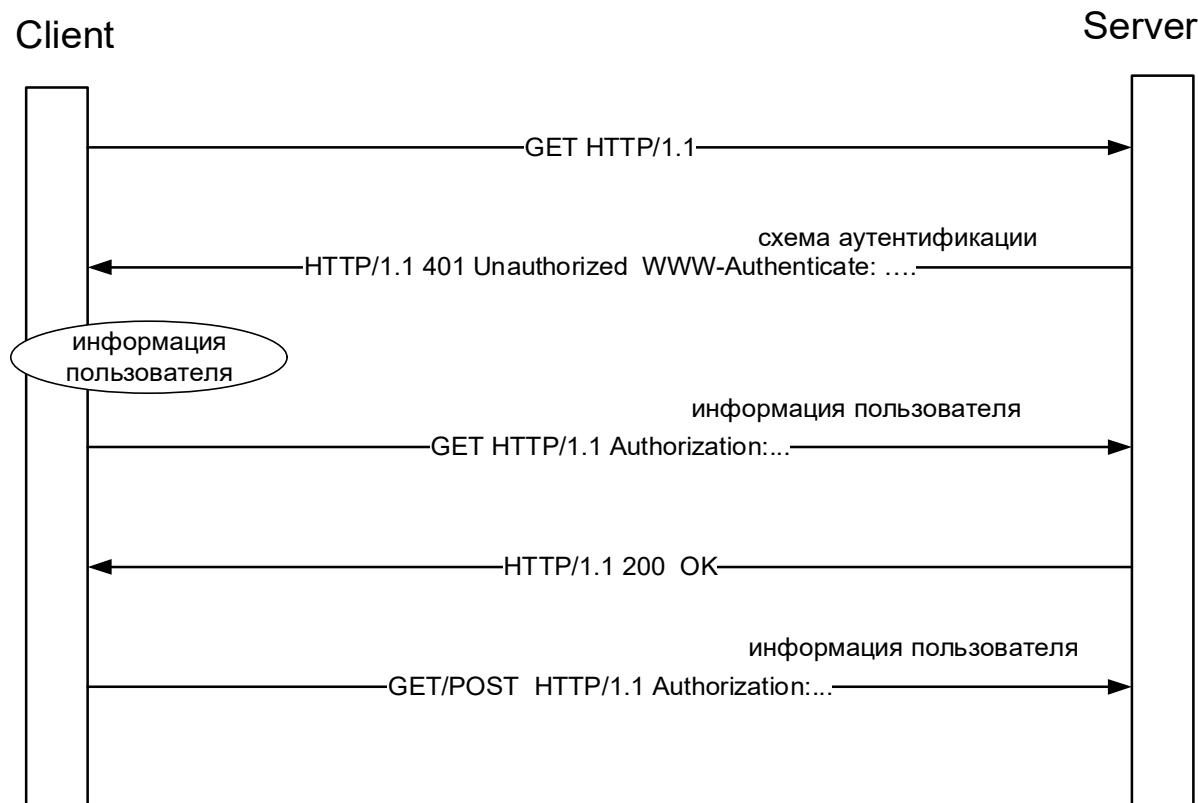 Client
Server
GET HTTP/1.1
схема аутентификации
HTTP/1.1 401 Unauthorized WWW-Authenticate: ….
информация
пользователя
информация пользователя
GET HTTP/1.1 Authorization:...
HTTP/1.1 200 OK
информация пользователя
GET/POST HTTP/1.1 Authorization:...